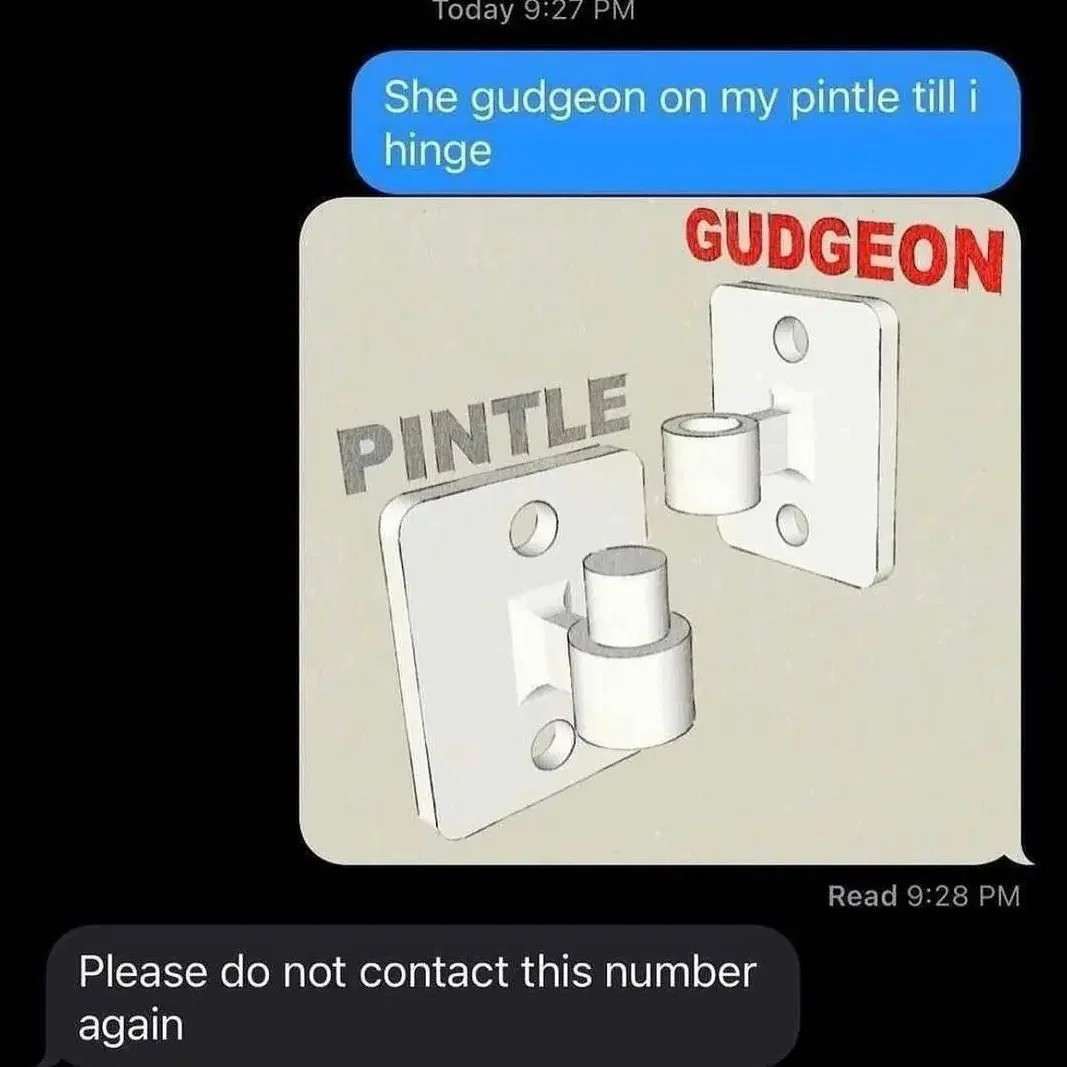 Today 9:27 PM
She gudgeon on my pintle till i
hinge
GUDGEON
PINTLE
Read 9:28 PM
Please do not contact this number
again